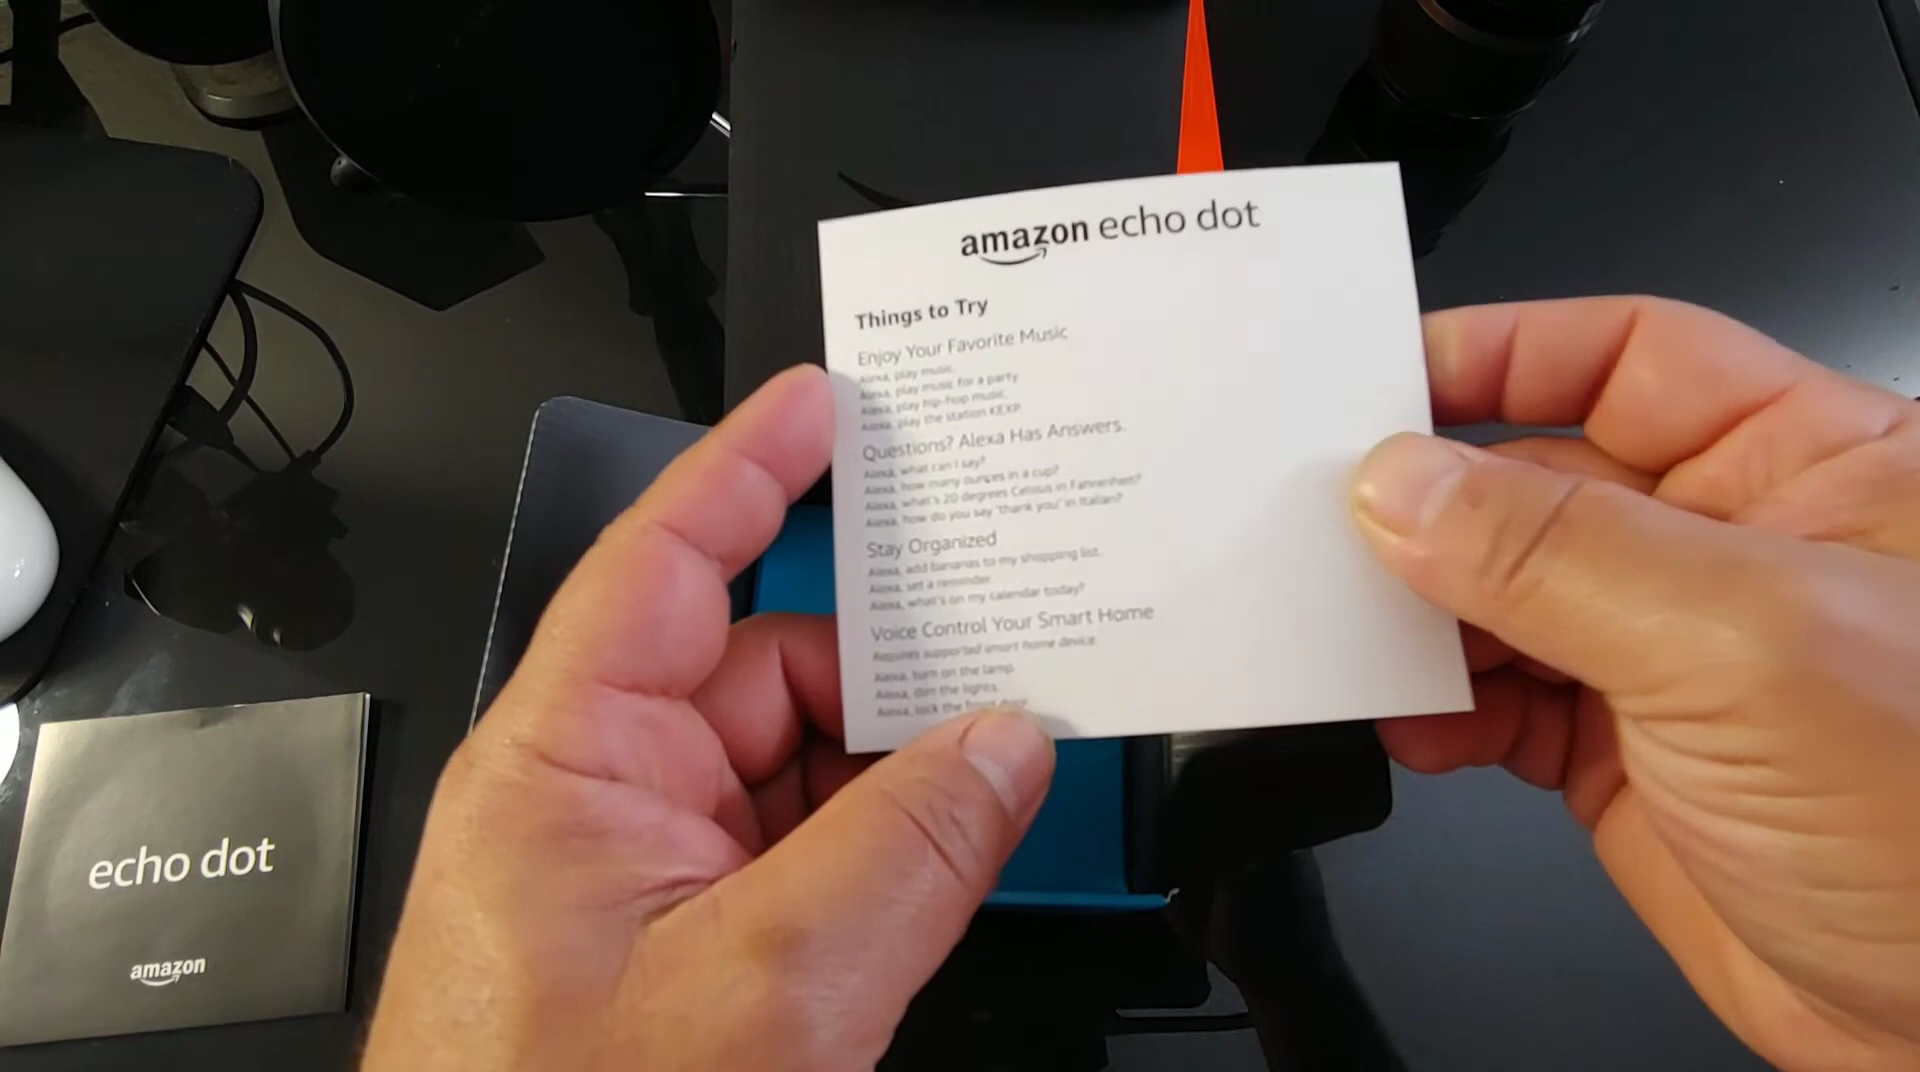 amazon echo dot
Things to Try
Enjoy Your Favorite Music
Alexa, play music.
Alexa, play music for a party.
Alexa, play hip-hop music.
Alexa, play the station KEXP.
Questions? Alexa Has Answers.
Alexa, what can I say?
Alexa, how many ounces in a cup?
Alexa, what's 20 degrees Celsius in Fahrenheit?
Alexa, how do you say 'thank you' in Italian?
Stay Organized
Alexa, add bananas to my shopping list.
Alexa, set a reminder.
Alexa, what's on my calendar today?
Voice Control Your Smart Home
Requires supported smart home device.
Alexa, turn on the lamp.
Alexa, dim the lights.
Alexa, lock the front door.
echo dot
amazon